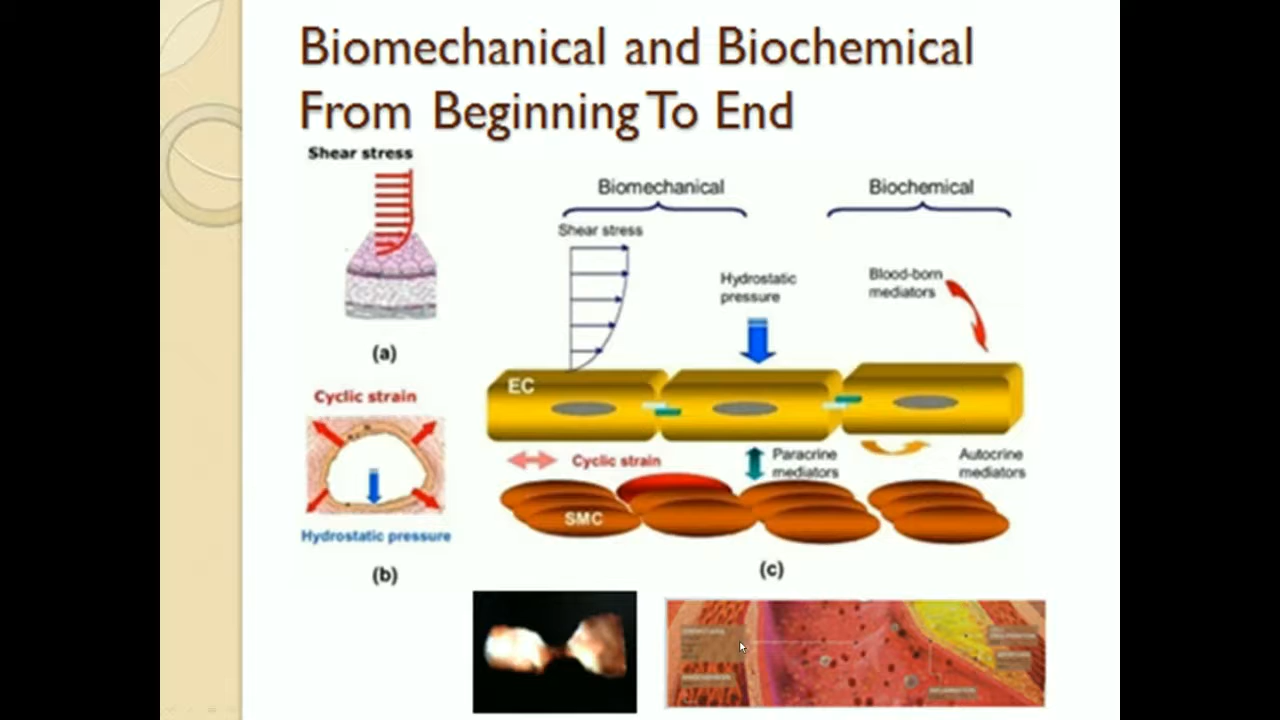 Biomechanical and Biochemical
From Beginning To End
Shear stress
(a)
Cyclic strain
Hydrostatic pressure
(b)
Biomechanical
Biochemical
Shear stress
Hydrostatic
pressure
Blood-born
mediators
EC
Cyclic strain
Paracrine
mediators
Autocrine
mediators
SMC
(c)